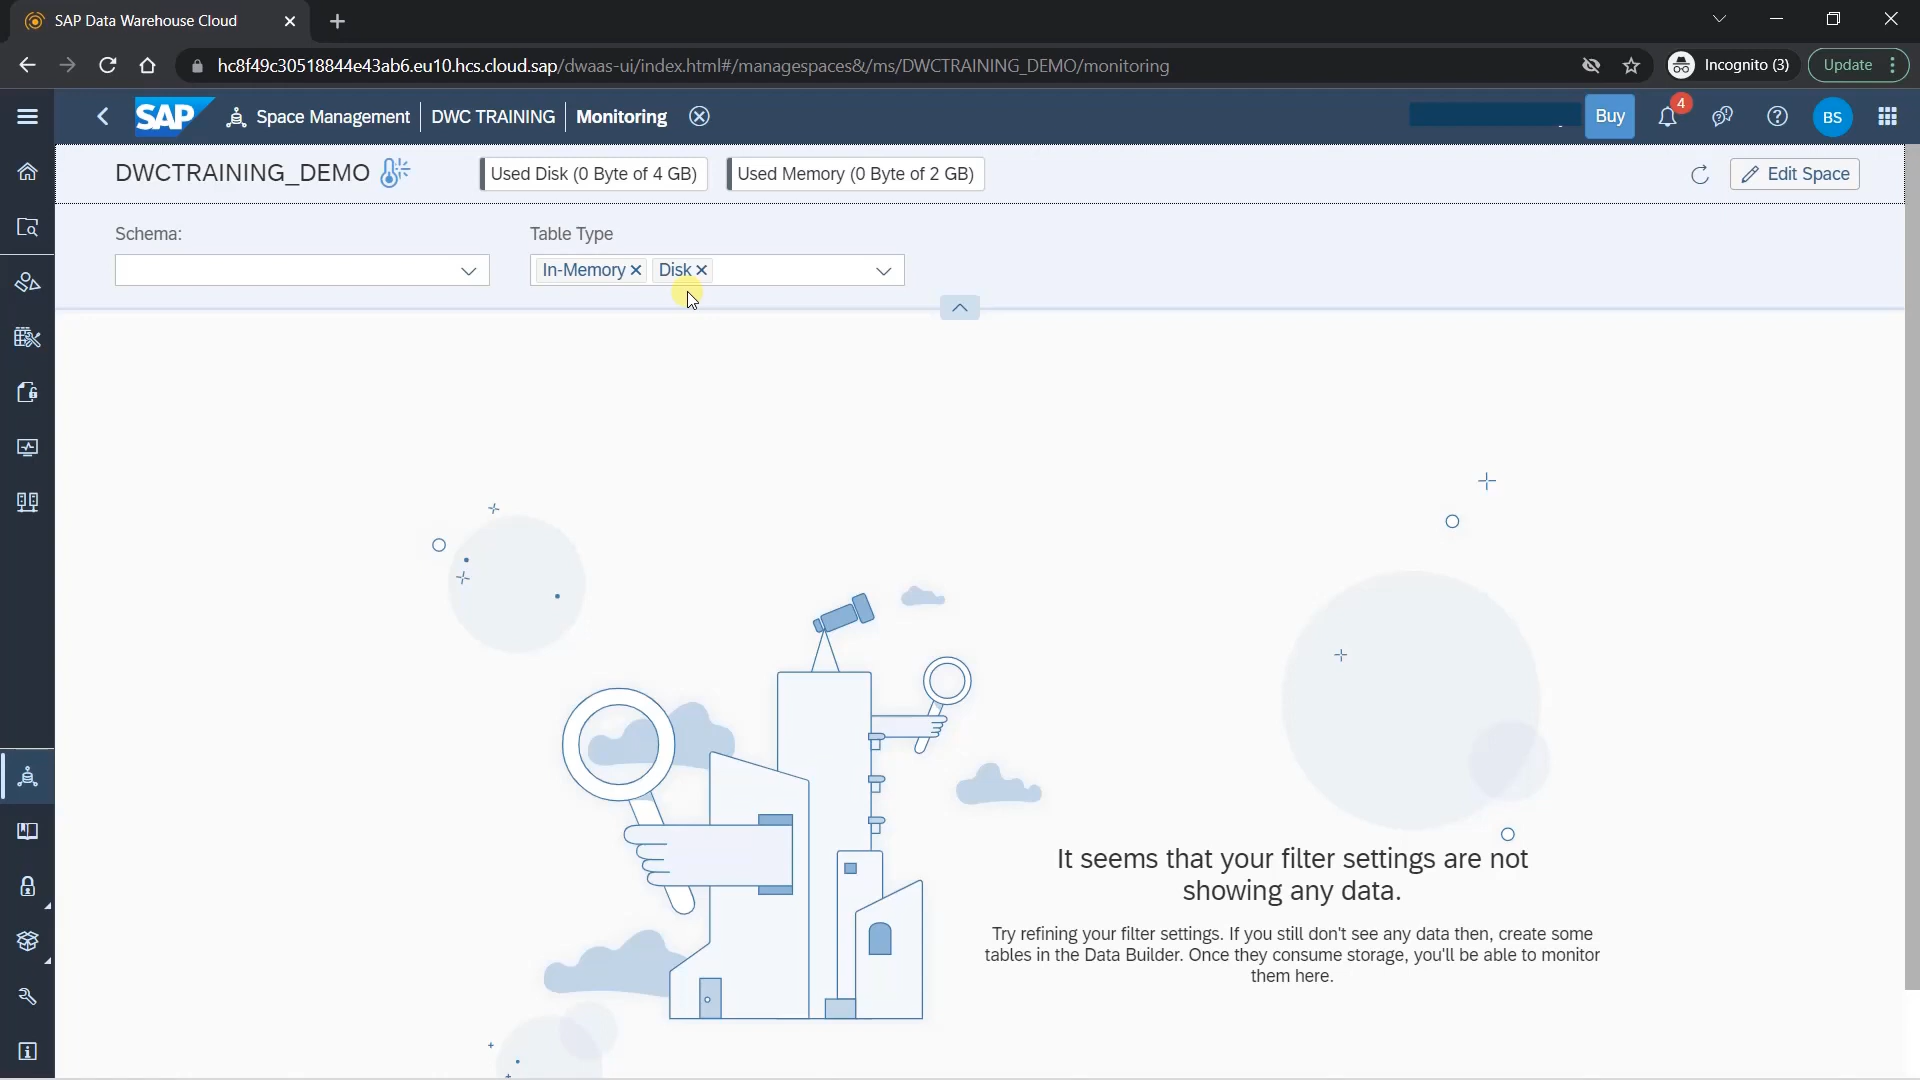 SAP Data Warehouse Cloud
hc8f49c30518844e43ab6.eu10.hcs.cloud.sap/dwaas-ui/index.html#/managespaces&/ms/DWCTRAINING_DEMO/monitoring
Incognito (3)
Update
SAP
Space Management
DWC TRAINING
Monitoring
Buy
4
BS
DWCTRAINING_DEMO
Used Disk (0 Byte of 4 GB)
Used Memory (0 Byte of 2 GB)
Edit Space
Schema:
Table Type
In-Memory
Disk
It seems that your filter settings are not
showing any data.
Try refining your filter settings. If you still don't see any data then, create some
tables in the Data Builder. Once they consume storage, you'll be able to monitor
them here.